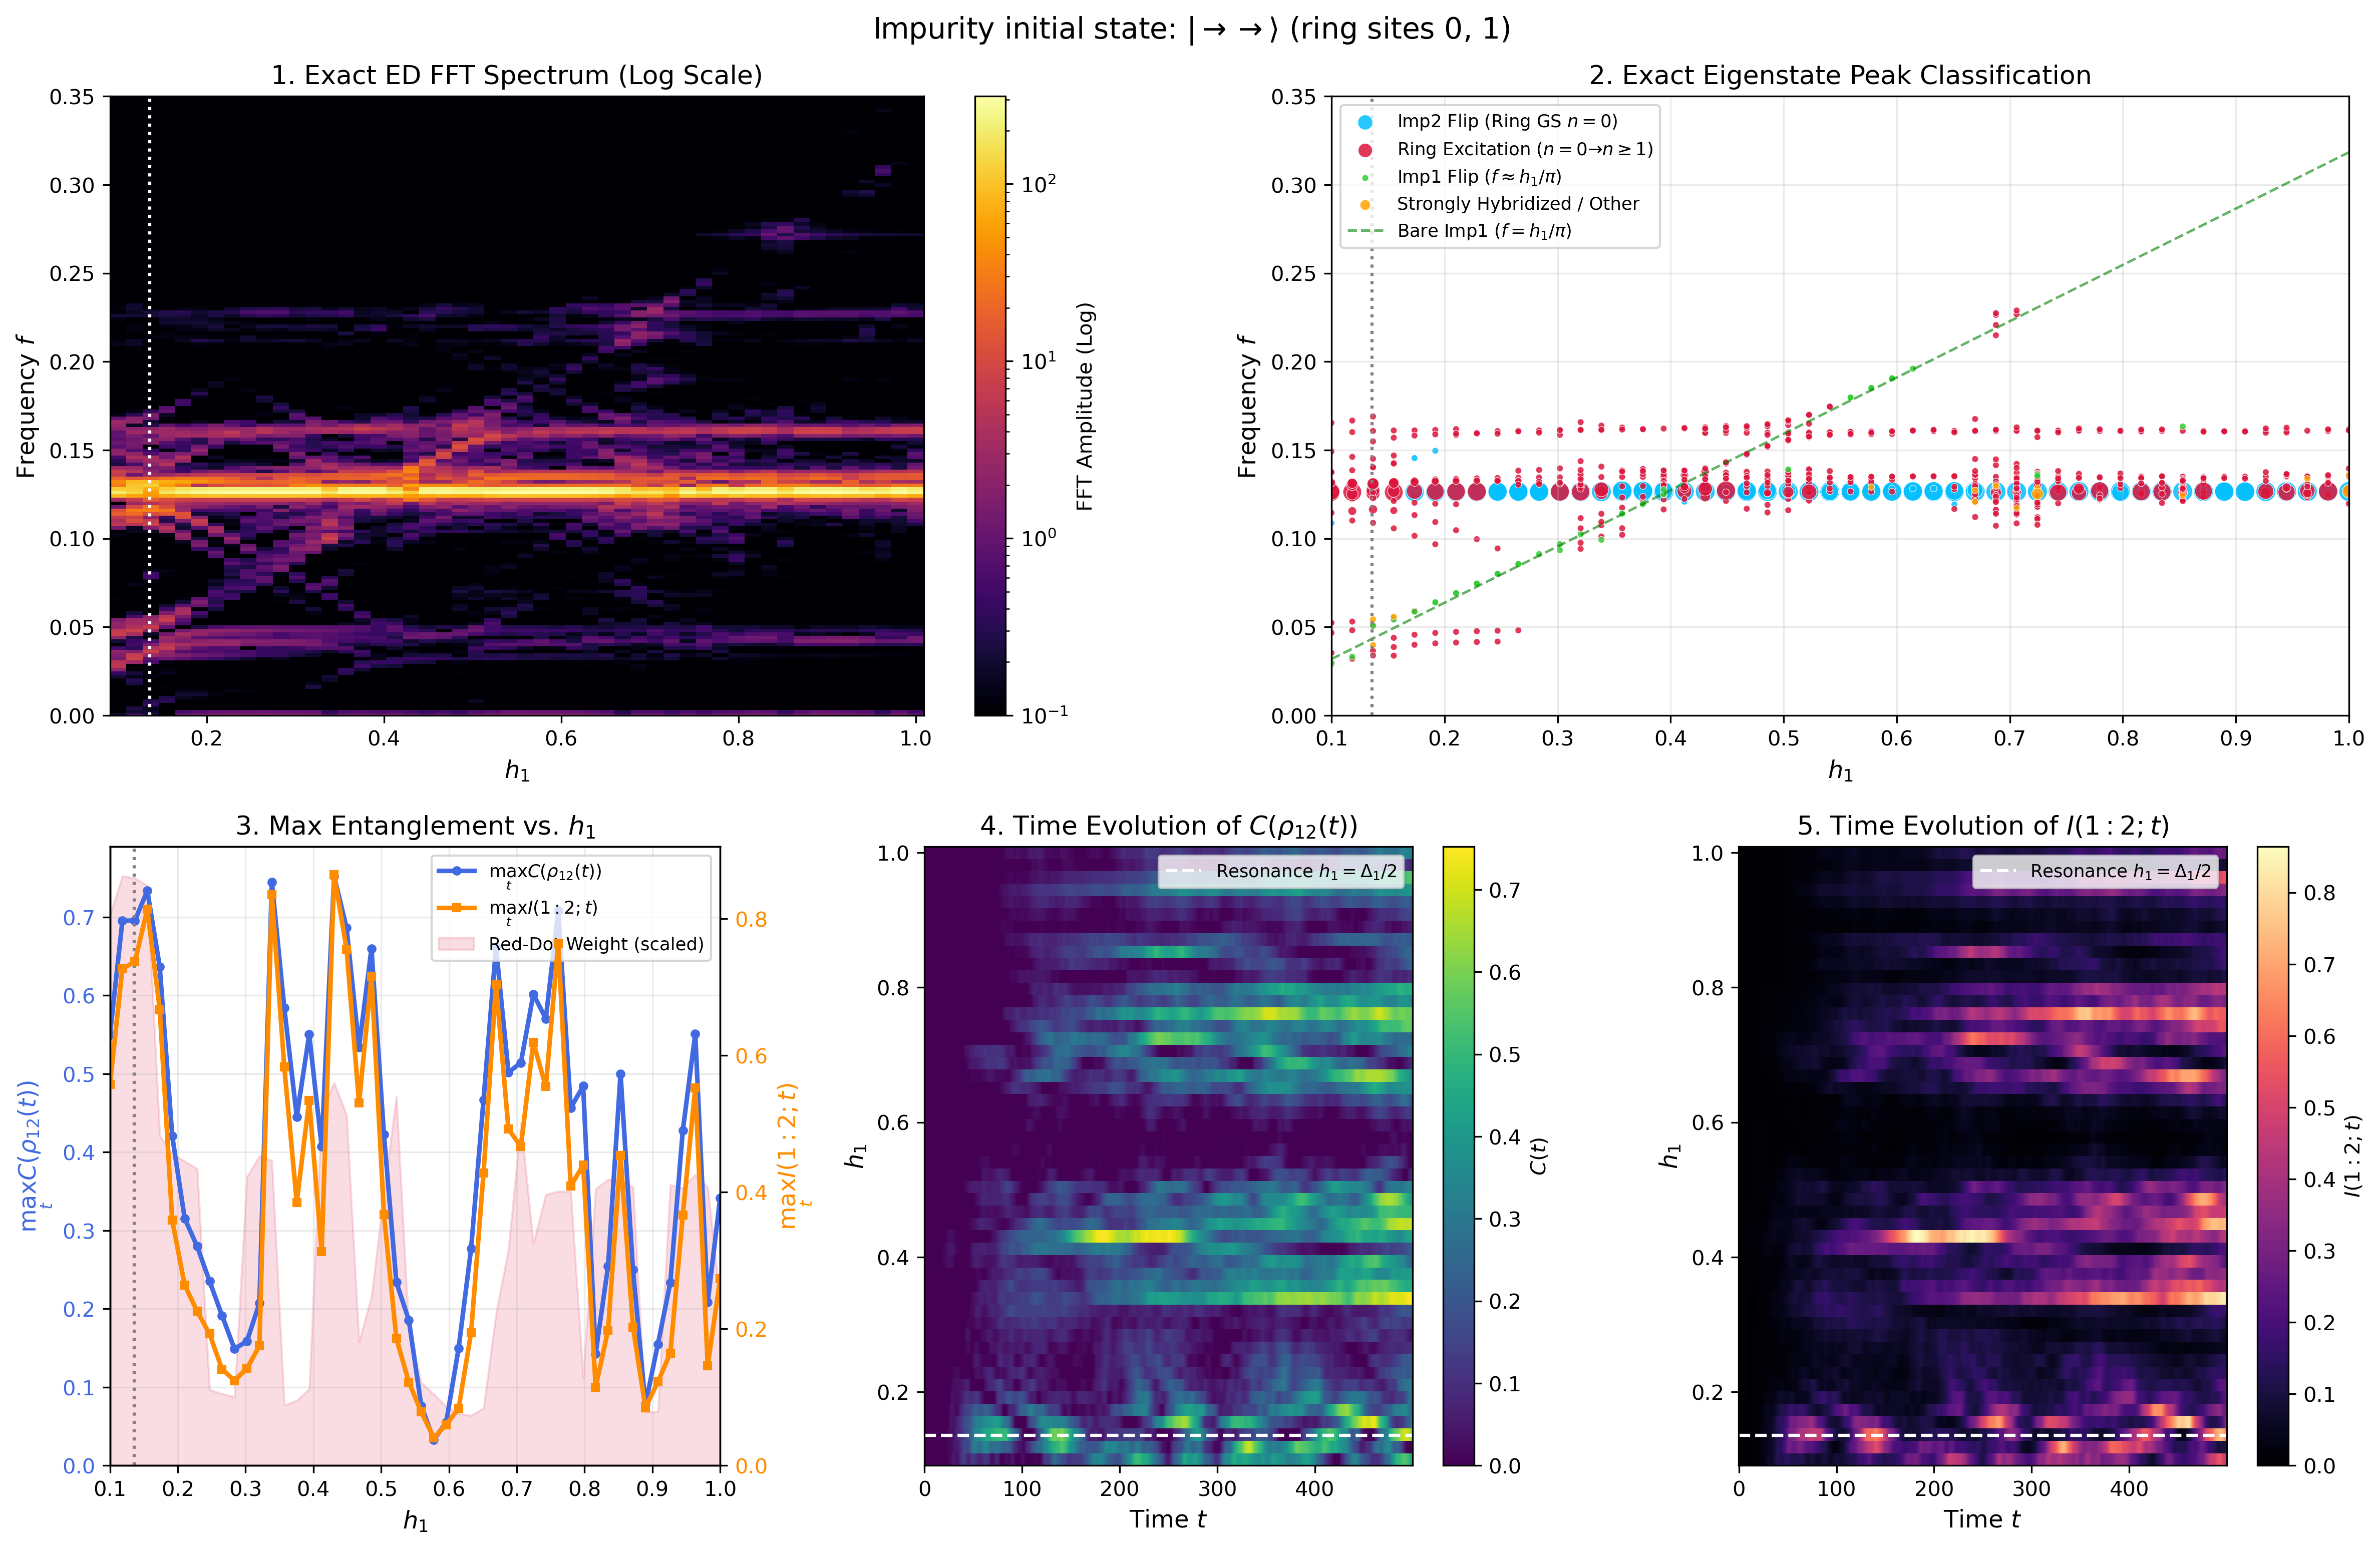 Impurity initial state: |→→⟩ (ring sites 0, 1)
1. Exact ED FFT Spectrum (Log Scale)
Frequency f
0.35
0.30
0.25
0.20
0.15
0.10
0.05
0.00
0.2 0.4 0.6 0.8 1.0
h₁
10²
10¹
10⁰
10⁻¹
FFT Amplitude (Log)
2. Exact Eigenstate Peak Classification
Frequency f
0.35
0.30
0.25
0.20
0.15
0.10
0.05
0.00
Imp2 Flip (Ring GS n = 0)
Ring Excitation (n = 0→n ≥ 1)
Imp1 Flip (f ≈ h₁/π)
Strongly Hybridized / Other
Bare Imp1 (f = h₁/π)
0.1 0.2 0.3 0.4 0.5 0.6 0.7 0.8 0.9 1.0
h₁
3. Max Entanglement vs. h₁
max C(ρ₁₂(t))
t
0.7
0.6
0.5
0.4
0.3
0.2
0.1
0.0
max C(ρ₁₂(t))
t
max I(1 : 2; t)
t
Red-Dot Weight (scaled)
0.8
0.6
0.4
0.2
0.0
max I(1 : 2; t)
t
0.1 0.2 0.3 0.4 0.5 0.6 0.7 0.8 0.9 1.0
h₁
4. Time Evolution of C(ρ₁₂(t))
Resonance h₁ = Δ₁/2
h₁
1.0
0.8
0.6
0.4
0.2
0 100 200 300 400
Time t
0.7
0.6
0.5
0.4
0.3
0.2
0.1
0.0
C(t)
5. Time Evolution of I(1 : 2; t)
Resonance h₁ = Δ₁/2
h₁
1.0
0.8
0.6
0.4
0.2
0 100 200 300 400
Time t
0.8
0.7
0.6
0.5
0.4
0.3
0.2
0.1
0.0
I(1 : 2; t)